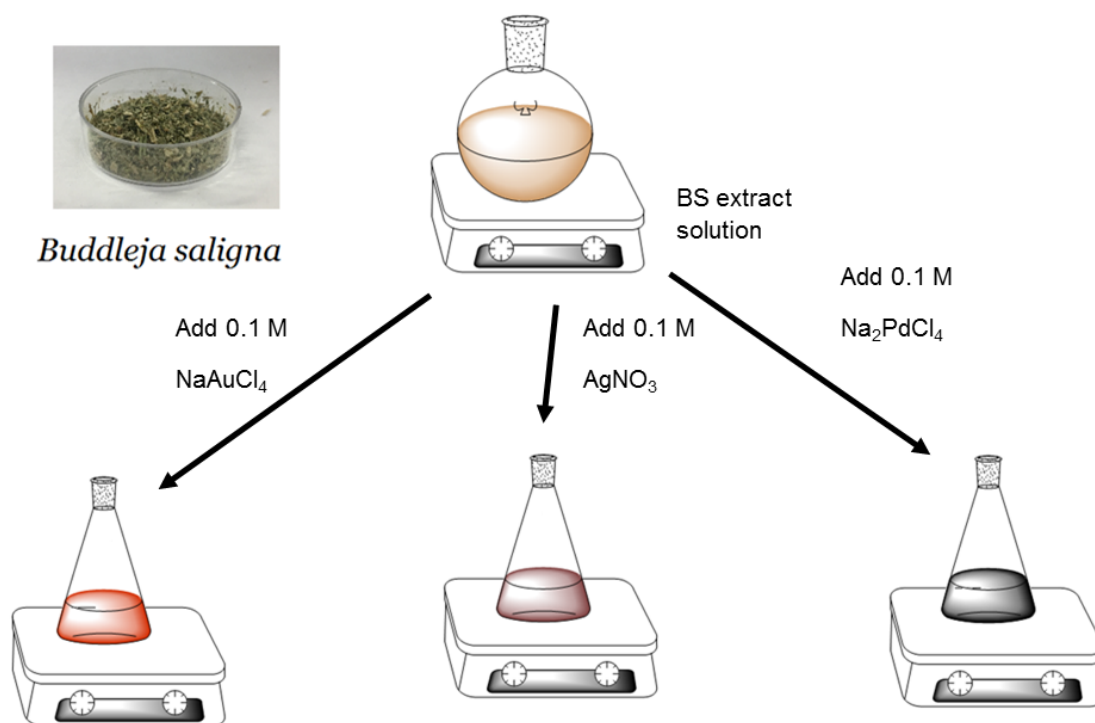 Buddleja saligna
BS extract
solution
Add 0.1 M
NaAuCl₄
Add 0.1 M
AgNO₃
Add 0.1 M
Na₂PdCl₄